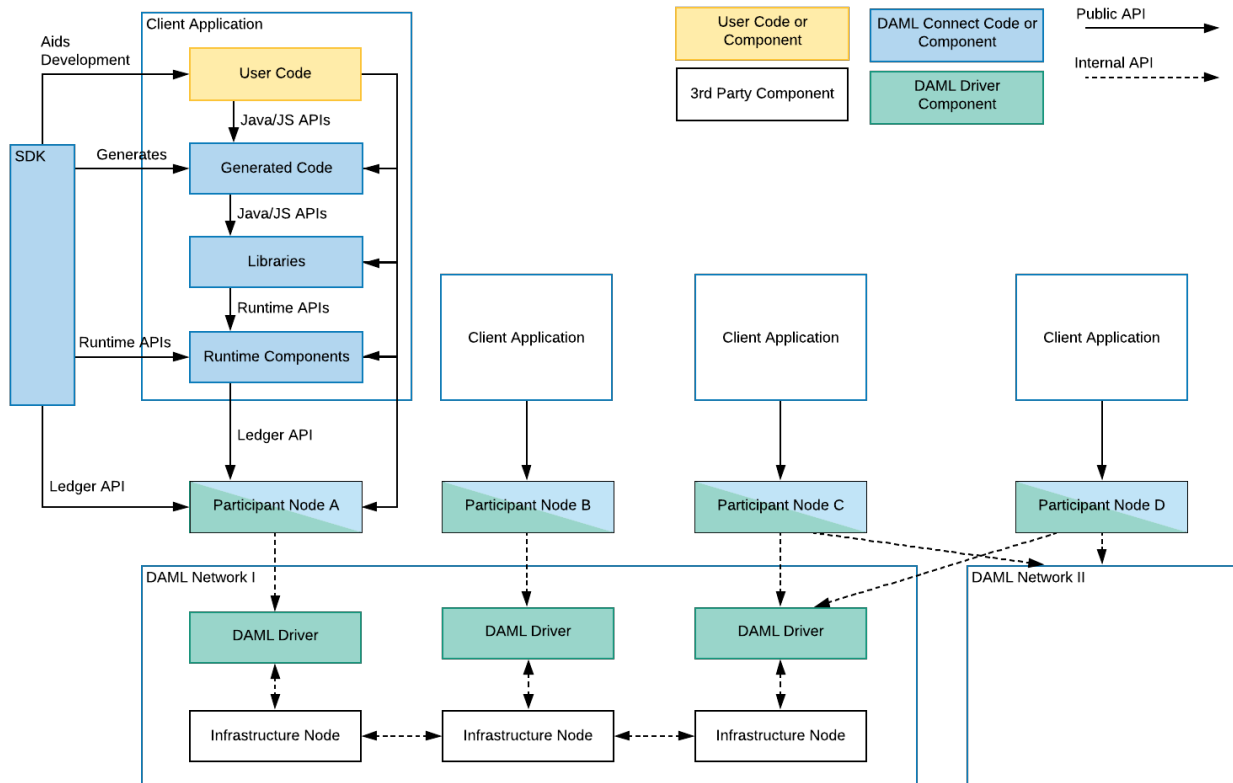 Client Application
Aids
Development
User Code
Java/JS APIs
SDK
Generates
Generated Code
Java/JS APIs
Libraries
Runtime APIs
Runtime APIs
Runtime Components
Ledger API
Ledger API
User Code or
Component
DAML Connect Code or
Component
Public API
Internal API
3rd Party Component
DAML Driver
Component
Client Application
Client Application
Client Application
Participant Node A
Participant Node B
Participant Node C
Participant Node D
DAML Network I
DAML Network II
DAML Driver
DAML Driver
DAML Driver
Infrastructure Node
Infrastructure Node
Infrastructure Node